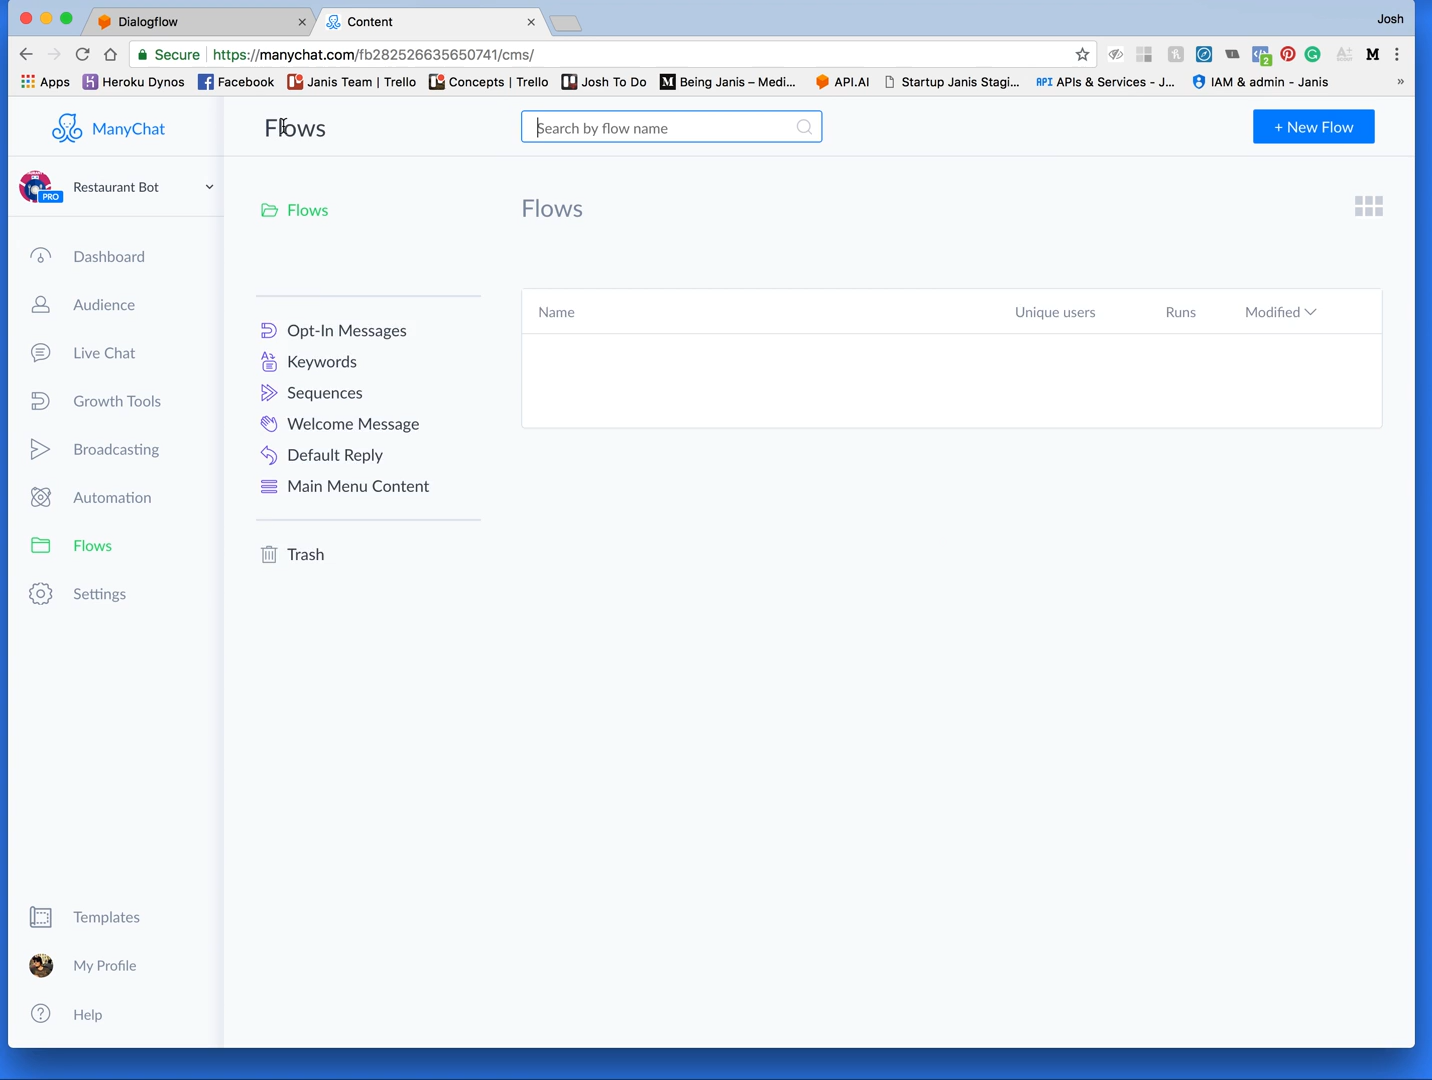 Dialogflow
Content
Josh
Secure https://manychat.com/fb282526635650741/cms/
2
M
Apps Heroku Dynos Facebook Janis Team | Trello Concepts | Trello Josh To Do Being Janis – Medi... API.AI Startup Janis Stagi... API APIs & Services - J... IAM & admin - Janis »
ManyChat
Flows
Search by flow name
+ New Flow
PRO
Restaurant Bot
Dashboard
Audience
Live Chat
Growth Tools
Broadcasting
Automation
Flows
Settings
Templates
My Profile
Help
Flows
Opt-In Messages
Keywords
Sequences
Welcome Message
Default Reply
Main Menu Content
Trash
Flows
Name Unique users Runs Modified